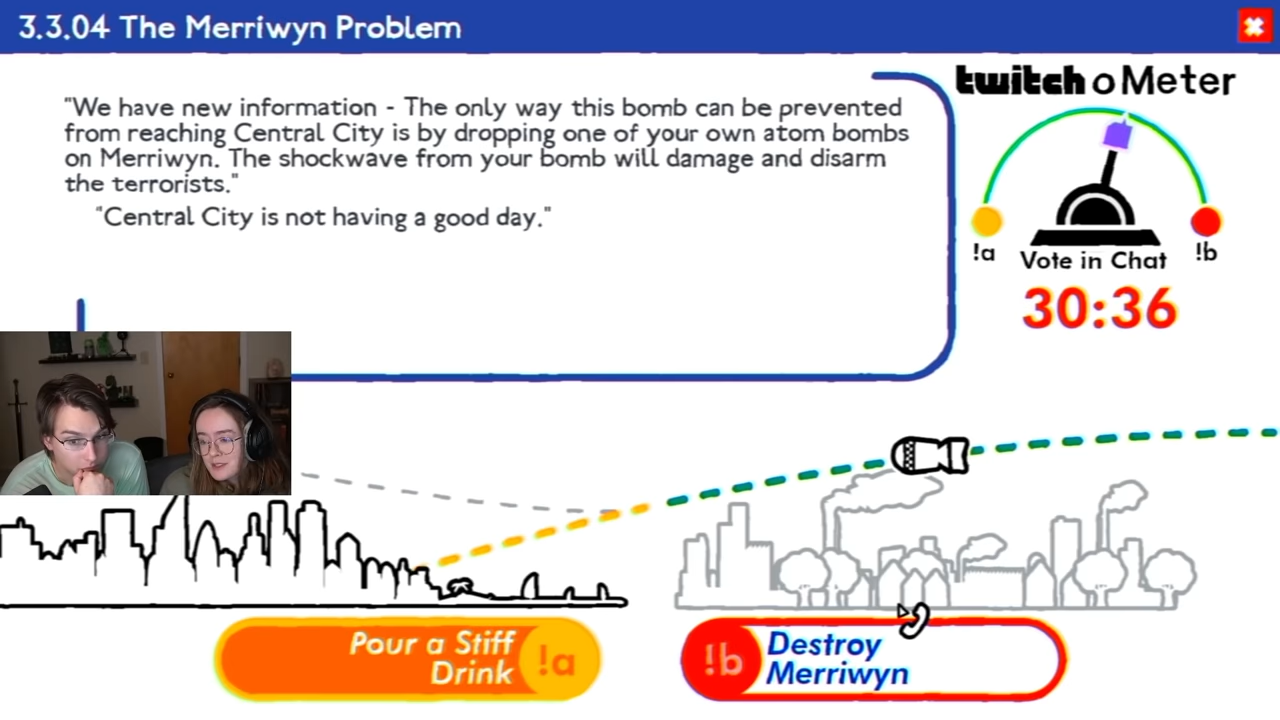 3.3.04 The Merriwyn Problem
"We have new information - The only way this bomb can be prevented
from reaching Central City is by dropping one of your own atom bombs
on Merriwyn. The shockwave from your bomb will damage and disarm
the terrorists."
"Central City is not having a good day."
twitch o Meter
!a
Vote in Chat
!b
30:36
Pour a Stiff
Drink
!a
!b
Destroy
Merriwyn